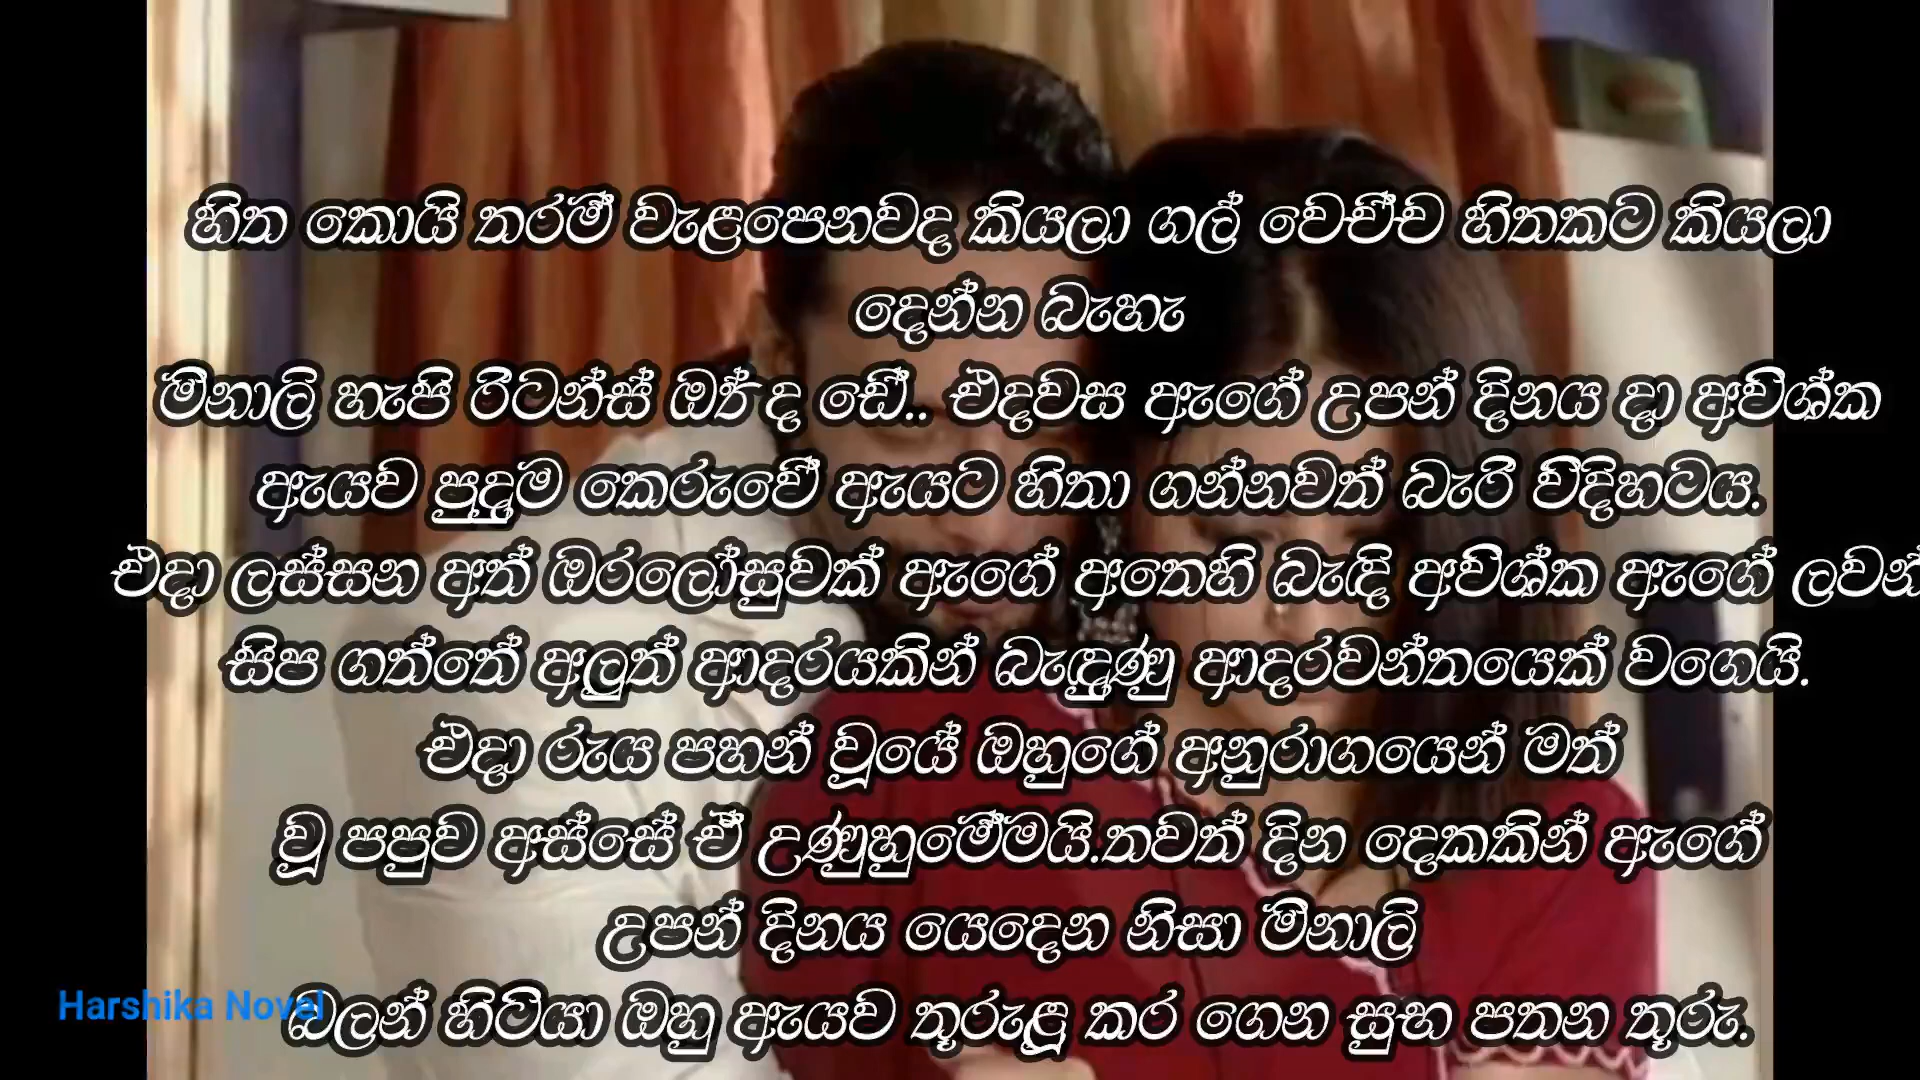 හිත කොයි තරම් වැළපෙනවද කියලා ගල් වෙච්ච හිතකට කියලා
දෙන්න බැහැ
මිනාලි හැපි රිටන්ස් ඔෆ් ද ඩේ.. එදවස ඇගේ උපන් දිනය දා අවිශ්ක
ඇයව පුදුම කෙරුවේ ඇයට හිතා ගන්නවත් බැරි විදිහටය.
එදා ලස්සන අත් ඔරලෝසුවක් ඇගේ අතෙහි බැඳි අවිශ්ක ඇගේ ලවන්
සිප ගත්තේ අලුත් ආදරයකින් බැඳුණු ආදරවන්තයෙක් වගෙයි.
එදා රැය පහන් වූයේ ඔහුගේ අනුරාගයෙන් මත්
වූ පපුව අස්සේ ඒ උණුහුමේමයි.තවත් දින දෙකකින් ඇගේ
උපන් දිනය යෙදෙන නිසා මිනාලි
බලන් හිටියා ඔහු ඇයව තුරුළු කර ගෙන සුභ පතන තුරු.
Harshika Novel